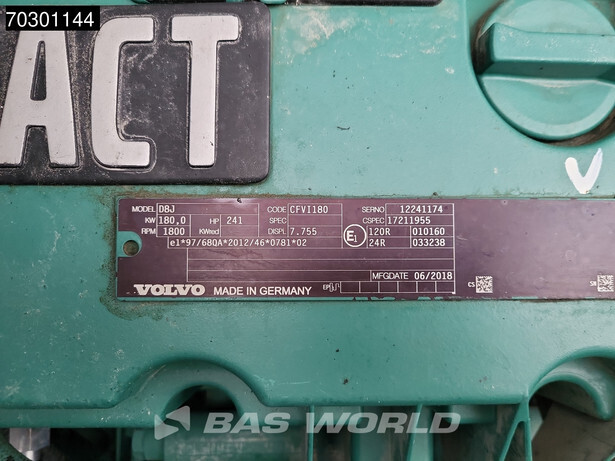 70301144
ACT
MODEL D8J CODE CFVI180 SERNO 12241174
KW 180,0 HP 241 SPEC CSPEC 17211955
RPM 1800 KWred DISPL 7.755 E1 120R 010160
e1*97/68QA*2012/46*0781*02 24R 033238
MFGDATE 06/2018
VOLVO MADE IN GERMANY EP CS SN
V
BAS WORLD